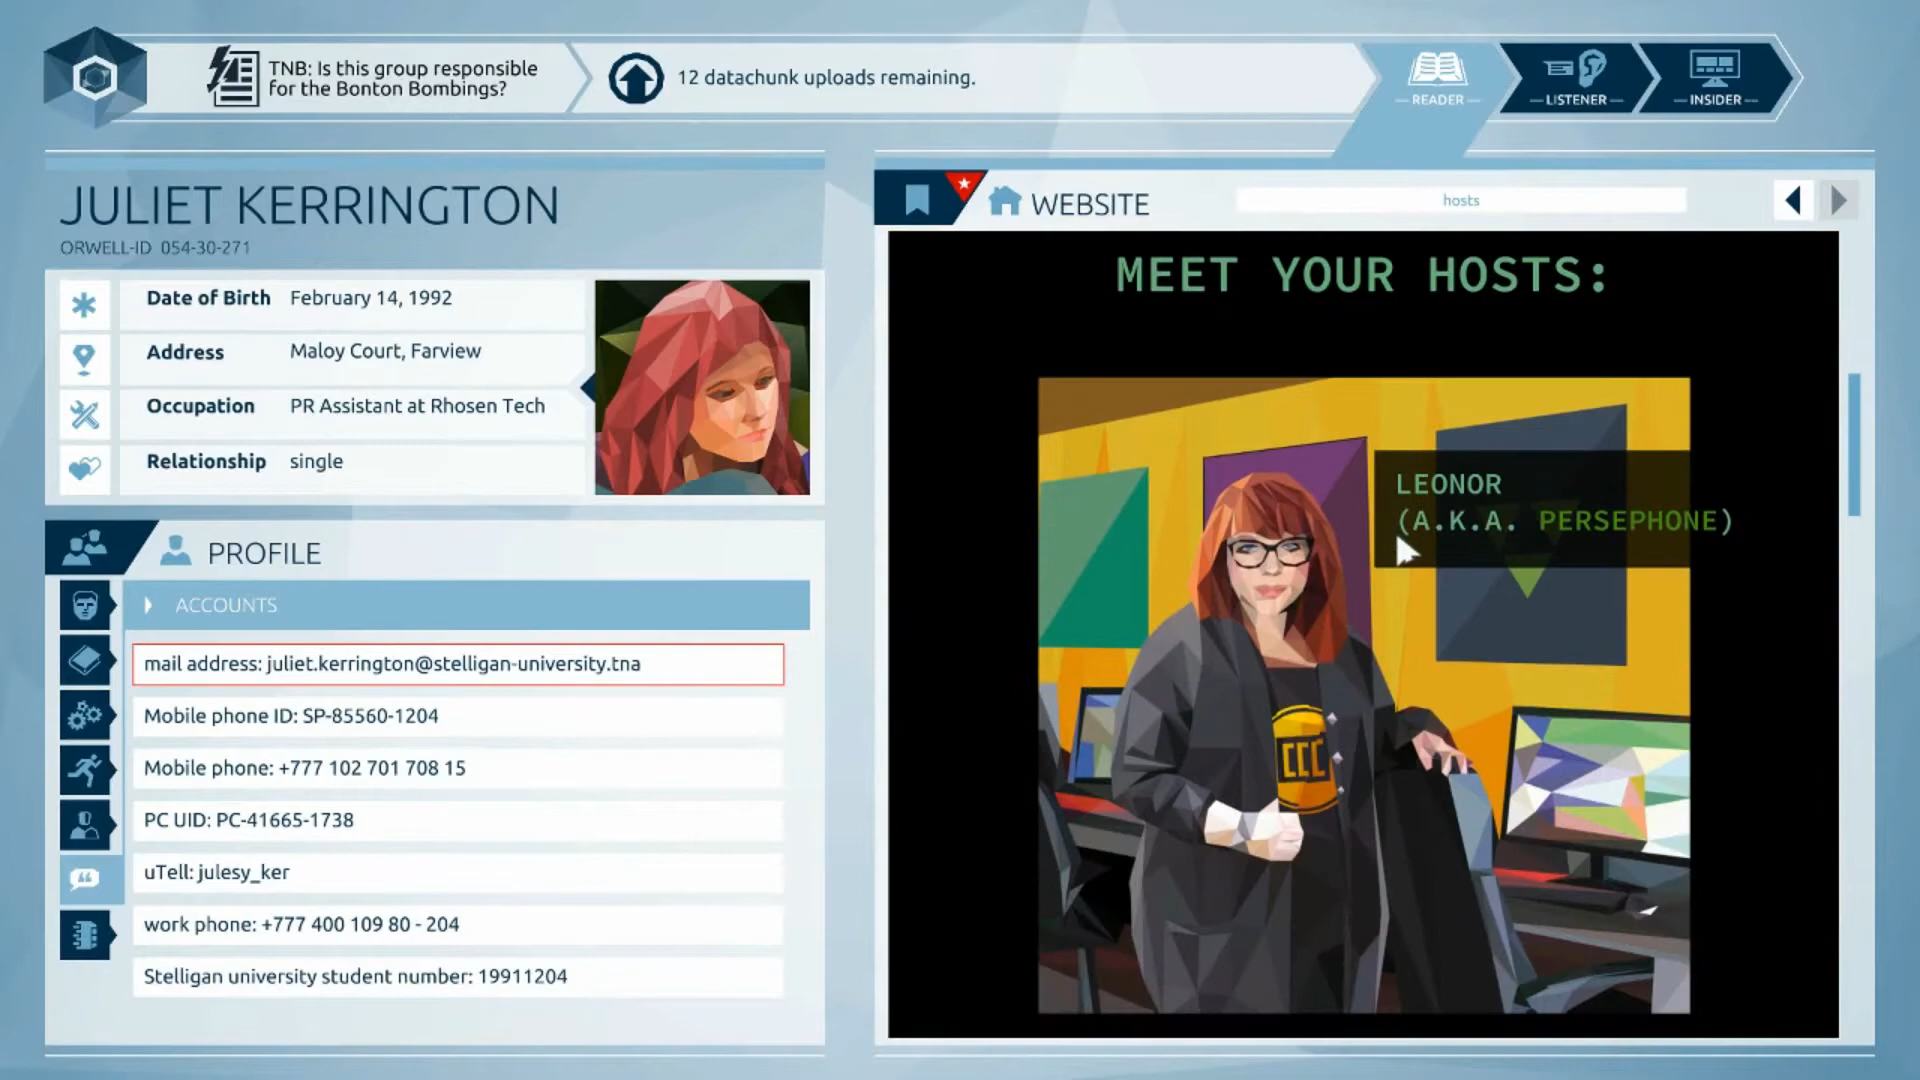 TNB: Is this group responsible
for the Bonton Bombings?
12 datachunk uploads remaining.
READER
LISTENER
INSIDER
JULIET KERRINGTON
ORWELL-ID 054-30-271
Date of Birth February 14, 1992
Address Maloy Court, Farview
Occupation PR Assistant at Rhosen Tech
Relationship single
PROFILE
ACCOUNTS
mail address: juliet.kerrington@stelligan-university.tna
Mobile phone ID: SP-85560-1204
Mobile phone: +777 102 701 708 15
PC UID: PC-41665-1738
uTell: julesy_ker
work phone: +777 400 109 80 - 204
Stelligan university student number: 19911204
WEBSITE
hosts
MEET YOUR HOSTS:
LEONOR
(A.K.A. PERSEPHONE)
CCC